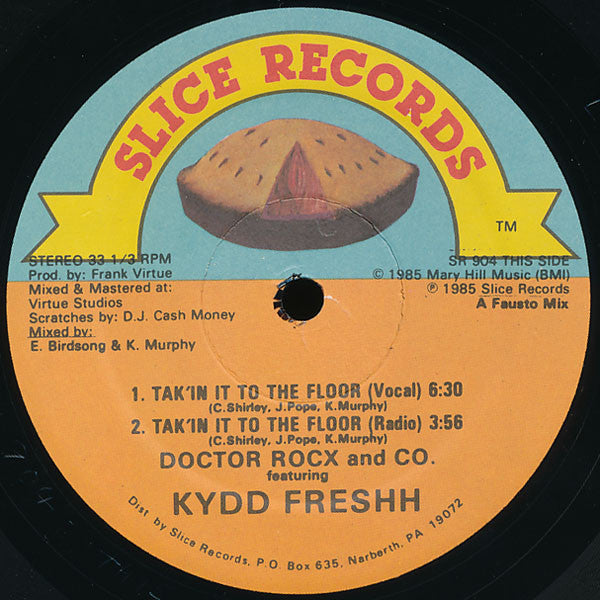 SLICE RECORDS
TM
STEREO 33 1/3 RPM
Prod. by: Frank Virtue
Mixed & Mastered at:
Virtue Studios
Scratches by: D.J. Cash Money
Mixed by:
E. Birdsong & K. Murphy
SR 904 THIS SIDE
© 1985 Mary Hill Music (BMI)
℗ 1985 Slice Records
A Fausto Mix
1. TAK'IN IT TO THE FLOOR (Vocal) 6:30
(C.Shirley, J.Pope, K.Murphy)
2. TAK'IN IT TO THE FLOOR (Radio) 3:56
(C.Shirley, J.Pope, K.Murphy)
DOCTOR ROCX and CO.
featuring
KYDD FRESHH
Dist by Slice Records, P.O. Box 635, Narberth, PA 19072